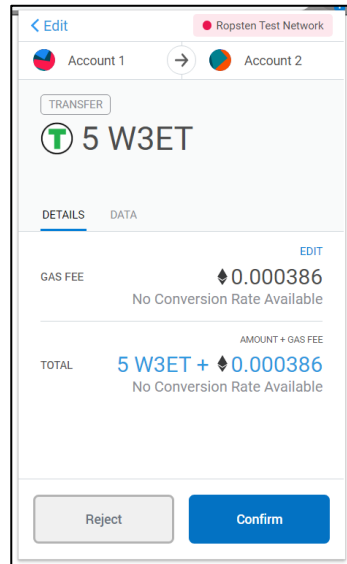 Edit
Ropsten Test Network
Account 1
Account 2
TRANSFER
T 5 W3ET
DETAILS DATA
EDIT
GAS FEE 0.000386
No Conversion Rate Available
AMOUNT + GAS FEE
TOTAL 5 W3ET + 0.000386
No Conversion Rate Available
Reject Confirm